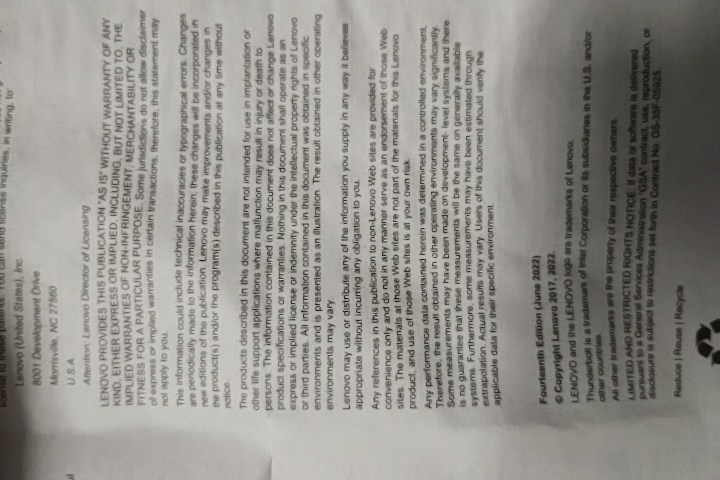 license to these patents. You can send license inquiries, in writing, to:
Lenovo (United States), Inc.
8001 Development Drive
Morrisville, NC 27560
U.S.A.
Attention: Lenovo Director of Licensing
LENOVO PROVIDES THIS PUBLICATION "AS IS" WITHOUT WARRANTY OF ANY
KIND, EITHER EXPRESS OR IMPLIED, INCLUDING, BUT NOT LIMITED TO, THE
IMPLIED WARRANTIES OF NON-INFRINGEMENT, MERCHANTABILITY OR
FITNESS FOR A PARTICULAR PURPOSE. Some jurisdictions do not allow disclaimer
of express or implied warranties in certain transactions, therefore, this statement may
not apply to you.
This information could include technical inaccuracies or typographical errors. Changes
are periodically made to the information herein; these changes will be incorporated in
new editions of the publication. Lenovo may make improvements and/or changes in
the product(s) and/or the program(s) described in this publication at any time without
notice.
The products described in this document are not intended for use in implantation or
other life support applications where malfunction may result in injury or death to
persons. The information contained in this document does not affect or change Lenovo
product specifications or warranties. Nothing in this document shall operate as an
express or implied license or indemnity under the intellectual property rights of Lenovo
or third parties. All information contained in this document was obtained in specific
environments and is presented as an illustration. The result obtained in other operating
environments may vary.
Lenovo may use or distribute any of the information you supply in any way it believes
appropriate without incurring any obligation to you.
Any references in this publication to non-Lenovo Web sites are provided for
convenience only and do not in any manner serve as an endorsement of those Web
sites. The materials at those Web sites are not part of the materials for this Lenovo
product, and use of those Web sites is at your own risk.
Any performance data contained herein was determined in a controlled environment.
Therefore, the result obtained in other operating environments may vary significantly.
Some measurements may have been made on development- level systems and there
is no guarantee that these measurements will be the same on generally available
systems. Furthermore, some measurements may have been estimated through
extrapolation. Actual results may vary. Users of this document should verify the
applicable data for their specific environment.
Fourteenth Edition (June 2022)
© Copyright Lenovo 2017, 2022.
LENOVO and the LENOVO logo are trademarks of Lenovo.
Thunderbolt is a trademark of Intel Corporation or its subsidiaries in the U.S. and/or
other countries.
All other trademarks are the property of their respective owners.
LIMITED AND RESTRICTED RIGHTS NOTICE: If data or software is delivered
pursuant to a General Services Administration "GSA" contract, use, reproduction, or
disclosure is subject to restrictions set forth in Contract No. GS-35F-05925.
Reduce | Reuse | Recycle